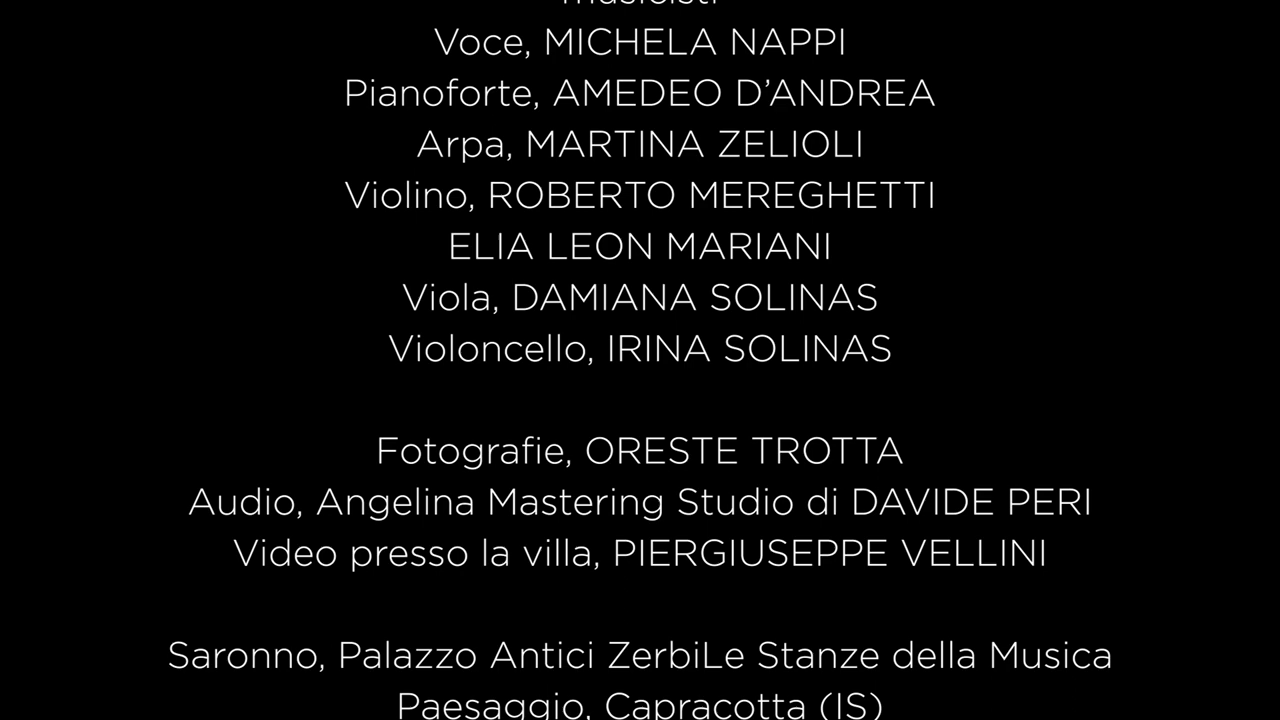 musicisti
Voce, MICHELA NAPPI
Pianoforte, AMEDEO D’ANDREA
Arpa, MARTINA ZELIOLI
Violino, ROBERTO MEREGHETTI
ELIA LEON MARIANI
Viola, DAMIANA SOLINAS
Violoncello, IRINA SOLINAS
Fotografie, ORESTE TROTTA
Audio, Angelina Mastering Studio di DAVIDE PERI
Video presso la villa, PIERGIUSEPPE VELLINI
Saronno, Palazzo Antici ZerbiLe Stanze della Musica
Paesaggio, Capracotta (IS)